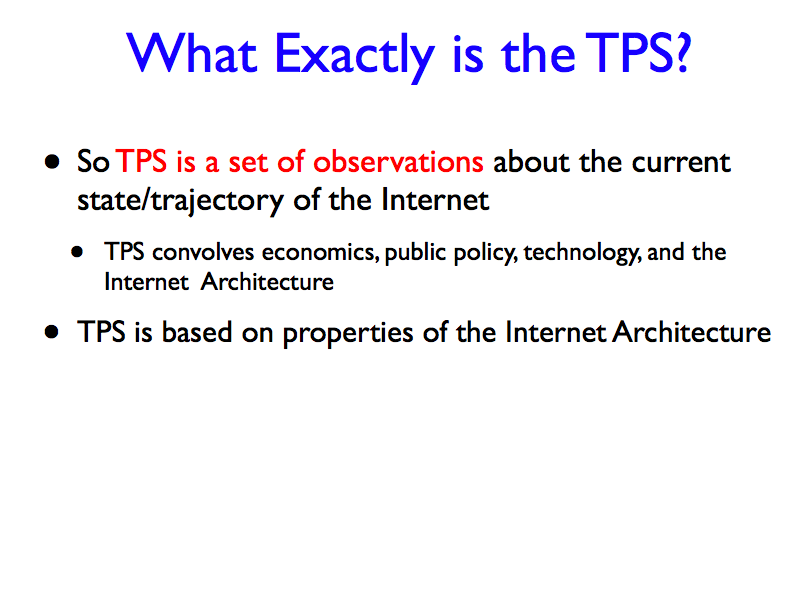 What Exactly is the TPS?
• So TPS is a set of observations about the current
state/trajectory of the Internet
• TPS convolves economics, public policy, technology, and the
Internet Architecture
• TPS is based on properties of the Internet Architecture